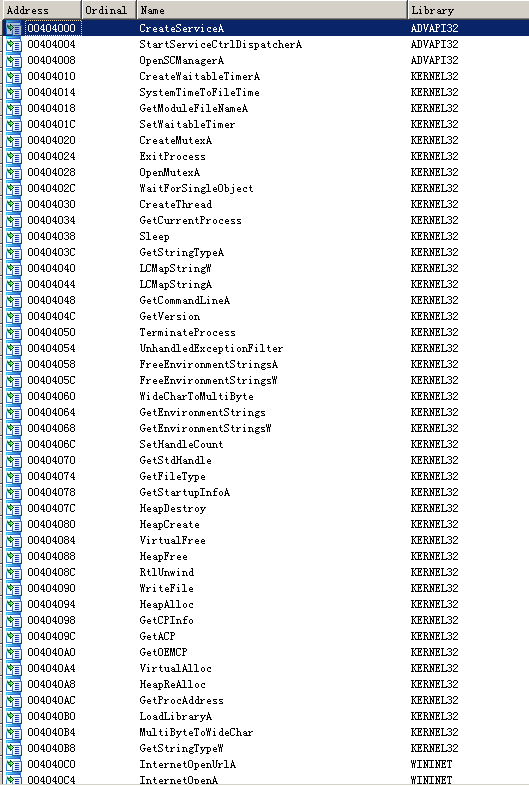 Address Ordinal Name Library
00404000 CreateServiceA ADVAPI32
00404004 StartServiceCtrlDispatcherA ADVAPI32
00404008 OpenSCManagerA ADVAPI32
00404010 CreateWaitableTimerA KERNEL32
00404014 SystemTimeToFileTime KERNEL32
00404018 GetModuleFileNameA KERNEL32
0040401C SetWaitableTimer KERNEL32
00404020 CreateMutexA KERNEL32
00404024 ExitProcess KERNEL32
00404028 OpenMutexA KERNEL32
0040402C WaitForSingleObject KERNEL32
00404030 CreateThread KERNEL32
00404034 GetCurrentProcess KERNEL32
00404038 Sleep KERNEL32
0040403C GetStringTypeA KERNEL32
00404040 LCMapStringW KERNEL32
00404044 LCMapStringA KERNEL32
00404048 GetCommandLineA KERNEL32
0040404C GetVersion KERNEL32
00404050 TerminateProcess KERNEL32
00404054 UnhandledExceptionFilter KERNEL32
00404058 FreeEnvironmentStringsA KERNEL32
0040405C FreeEnvironmentStringsW KERNEL32
00404060 WideCharToMultiByte KERNEL32
00404064 GetEnvironmentStrings KERNEL32
00404068 GetEnvironmentStringsW KERNEL32
0040406C SetHandleCount KERNEL32
00404070 GetStdHandle KERNEL32
00404074 GetFileType KERNEL32
00404078 GetStartupInfoA KERNEL32
0040407C HeapDestroy KERNEL32
00404080 HeapCreate KERNEL32
00404084 VirtualFree KERNEL32
00404088 HeapFree KERNEL32
0040408C RtlUnwind KERNEL32
00404090 WriteFile KERNEL32
00404094 HeapAlloc KERNEL32
00404098 GetCPInfo KERNEL32
0040409C GetACP KERNEL32
004040A0 GetOEMCP KERNEL32
004040A4 VirtualAlloc KERNEL32
004040A8 HeapReAlloc KERNEL32
004040AC GetProcAddress KERNEL32
004040B0 LoadLibraryA KERNEL32
004040B4 MultiByteToWideChar KERNEL32
004040B8 GetStringTypeW KERNEL32
004040C0 InternetOpenUrlA WININET
004040C4 InternetOpenA WININET